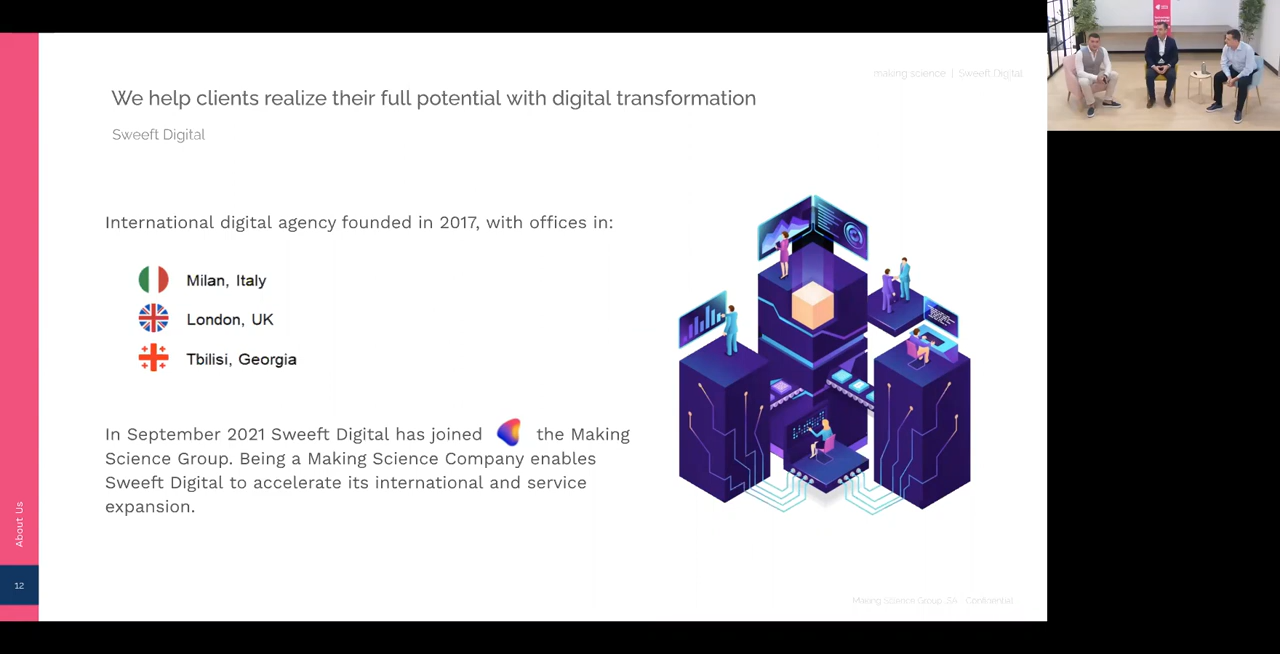 making science | Sweeft Digital
We help clients realize their full potential with digital transformation
Sweeft Digital
International digital agency founded in 2017, with offices in:
Milan, Italy
London, UK
Tbilisi, Georgia
In September 2021 Sweeft Digital has joined the Making
Science Group. Being a Making Science Company enables
Sweeft Digital to accelerate its international and service
expansion.
About Us
12
Making Science Group, SA - Confidential